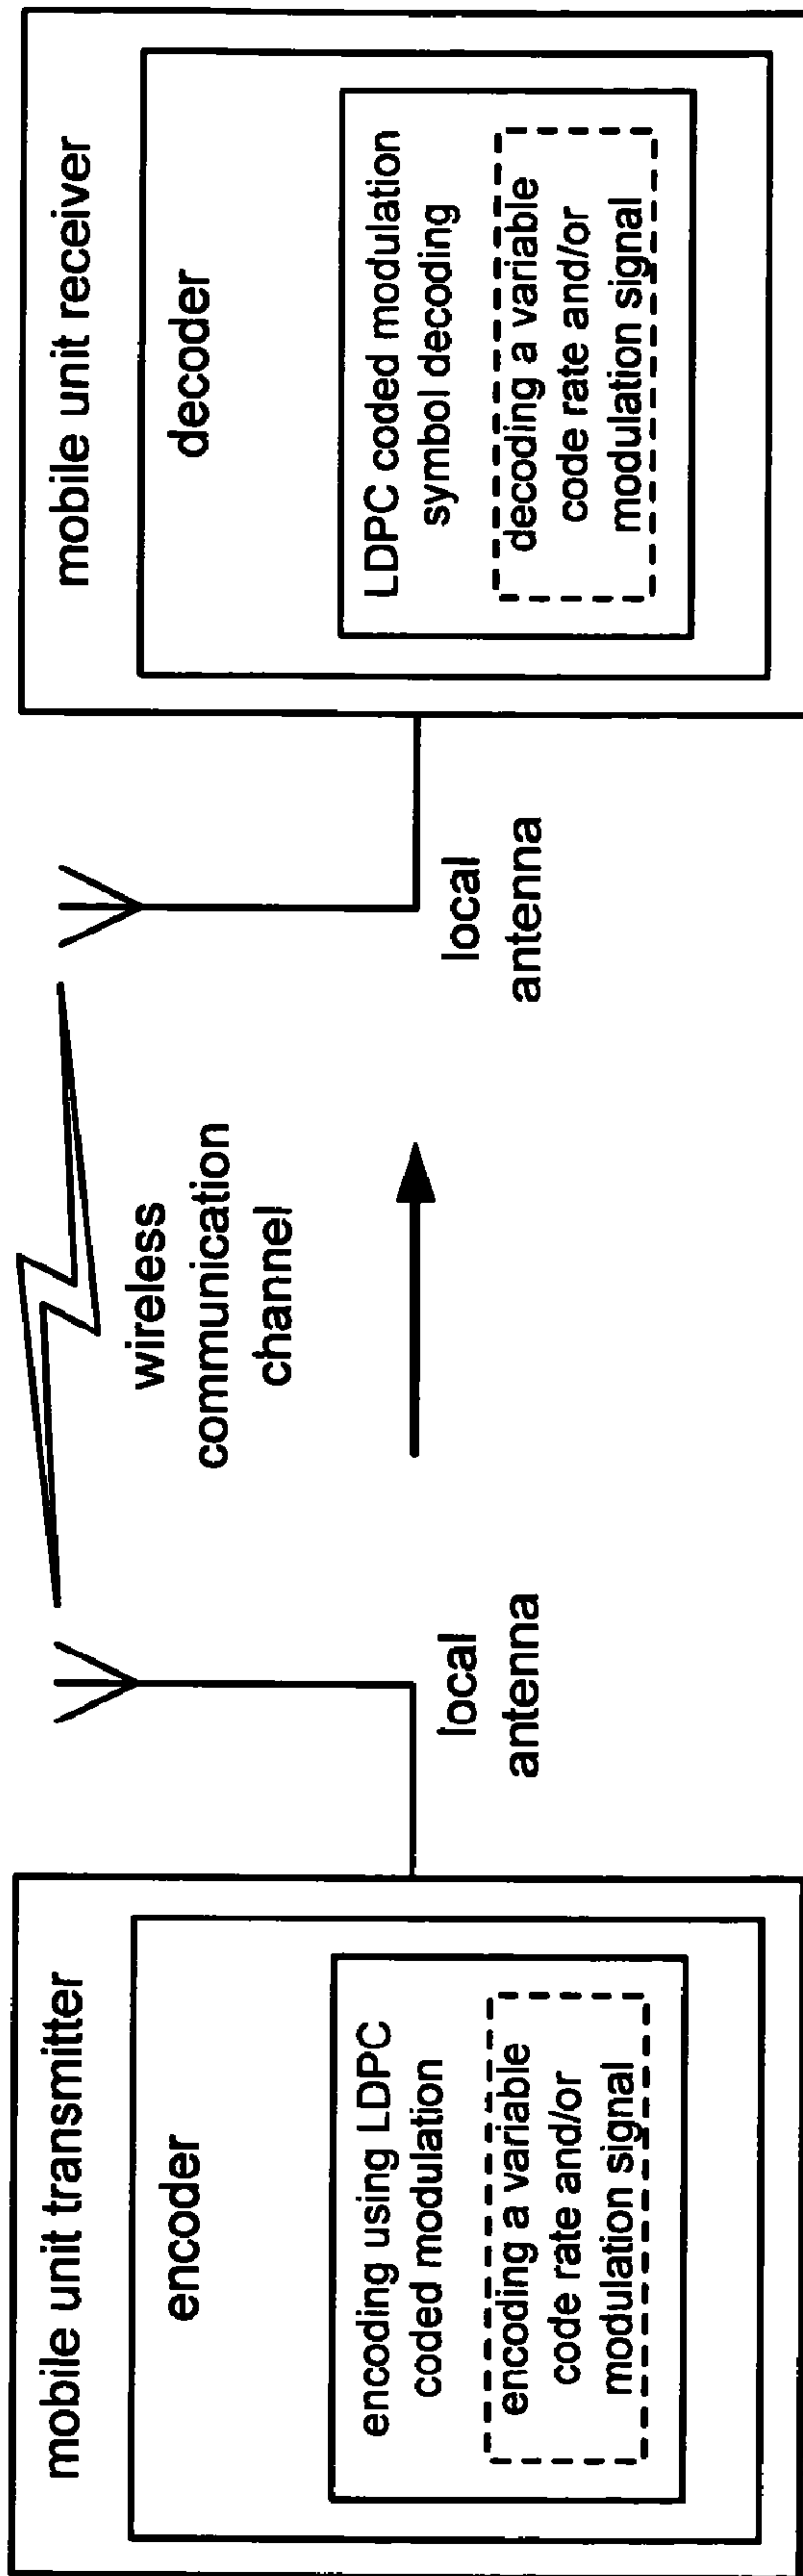 mobile unit transmitter
encoder
encoding using LDPC
coded modulation
encoding a variable
code rate and/or
modulation signal
local
antenna
wireless
communication
channel
local
antenna
mobile unit receiver
decoder
LDPC coded modulation
symbol decoding
decoding a variable
code rate and/or
modulation signal